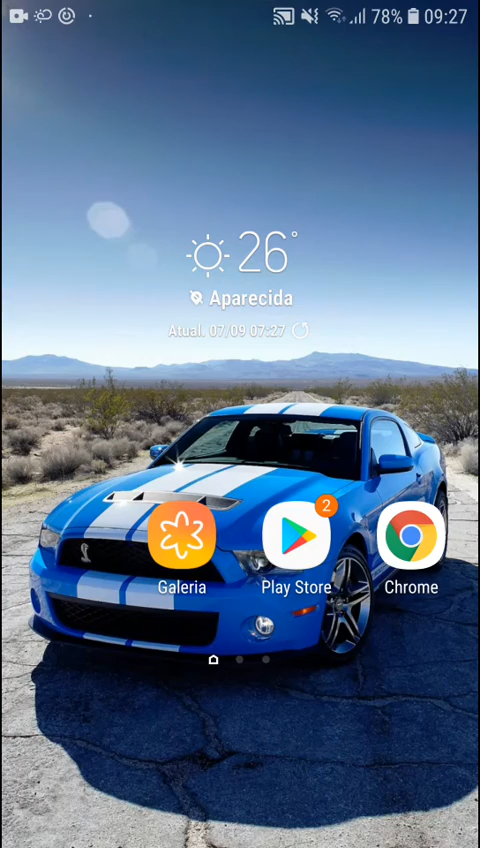 78% 09:27
26°
Aparecida
Atual. 07/09 07:27
2
Galeria Play Store Chrome